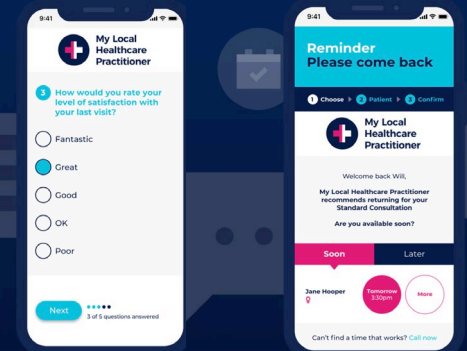 9:41
My Local
Healthcare
Practitioner
3 How would you rate your
level of satisfaction with
your last visit?
Fantastic
Great
Good
OK
Poor
Next
3 of 5 questions answered
9:41
Reminder
Please come back
1 Choose 2 Patient 3 Confirm
My Local
Healthcare
Practitioner
Welcome back Will,
My Local Healthcare Practitioner
recommends returning for your
Standard Consultation
Are you available soon?
Soon Later
Jane Hooper
Tomorrow
3:30pm
More
Can't find a time that works? Call now